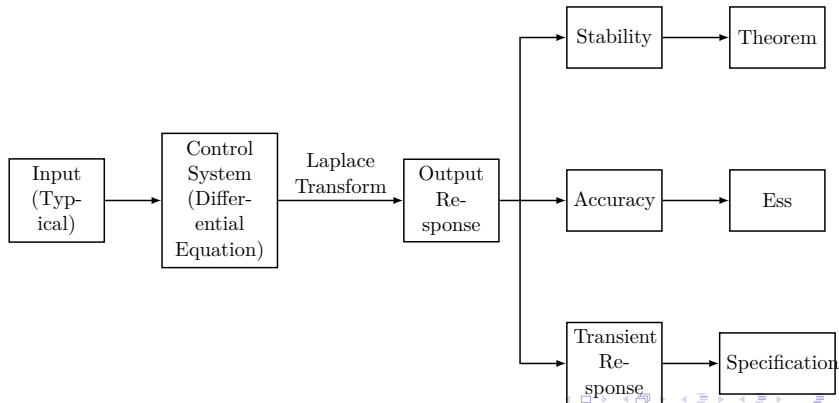 Stability
Theorem
Input
(Typ-
ical)
Control
System
(Differ-
ential
Equation)
Laplace
Transform
Output
Re-
sponse
Accuracy
Ess
Transient
Re-
sponse
Specification